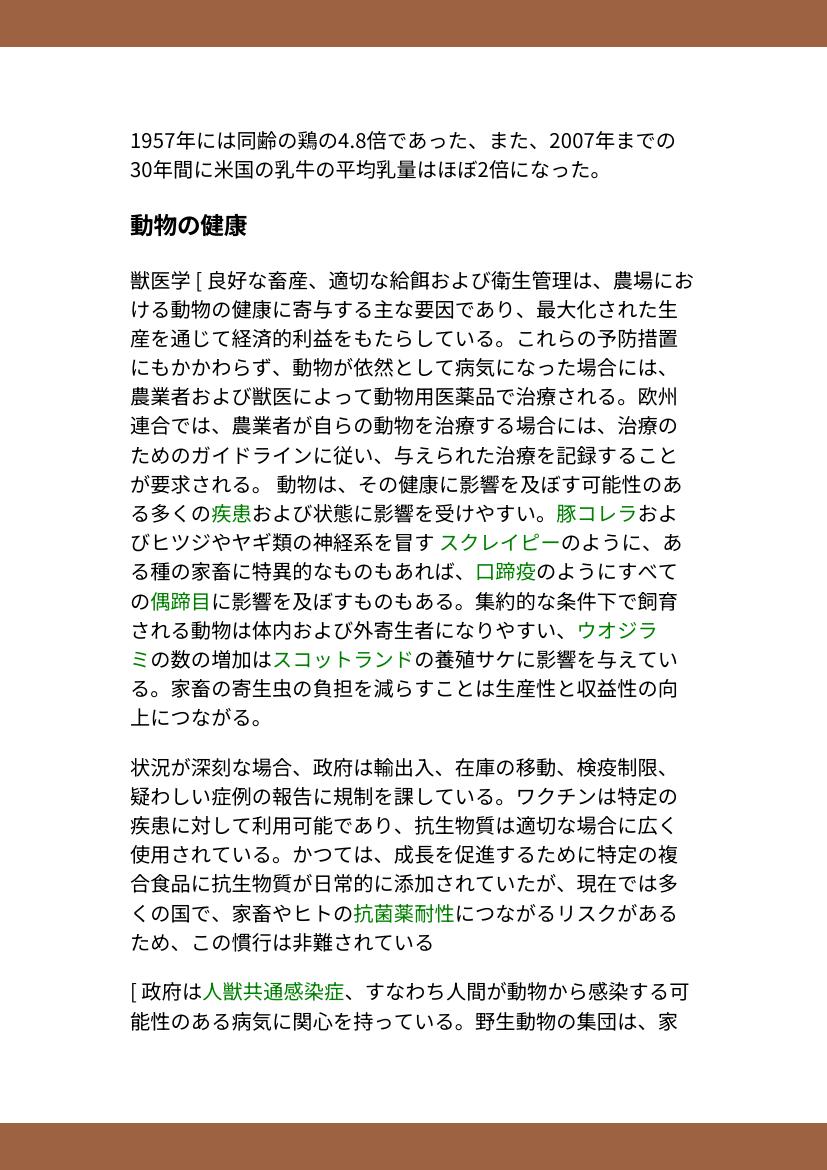 1957年には同齢の鶏の4.8倍であった、また、2007年までの
30年間に米国の乳牛の平均乳量はほぼ2倍になった。
動物の健康
獣医学 [ 良好な畜産、適切な給餌および衛生管理は、農場にお
ける動物の健康に寄与する主な要因であり、最大化された生
産を通じて経済的利益をもたらしている。これらの予防措置
にもかかわらず、動物が依然として病気になった場合には、
農業者および獣医によって動物用医薬品で治療される。欧州
連合では、農業者が自らの動物を治療する場合には、治療の
ためのガイドラインに従い、与えられた治療を記録すること
が要求される。 動物は、その健康に影響を及ぼす可能性のあ
る多くの疾患および状態に影響を受けやすい。豚コレラおよ
びヒツジやヤギ類の神経系を冒す スクレイピーのように、あ
る種の家畜に特異的なものもあれば、口蹄疫のようにすべて
の偶蹄目に影響を及ぼすものもある。集約的な条件下で飼育
される動物は体内および外寄生者になりやすい、ウオジラ
ミの数の増加はスコットランドの養殖サケに影響を与えてい
る。家畜の寄生虫の負担を減らすことは生産性と収益性の向
上につながる。
状況が深刻な場合、政府は輸出入、在庫の移動、検疫制限、
疑わしい症例の報告に規制を課している。ワクチンは特定の
疾患に対して利用可能であり、抗生物質は適切な場合に広く
使用されている。かつては、成長を促進するために特定の複
合食品に抗生物質が日常的に添加されていたが、現在では多
くの国で、家畜やヒトの抗菌薬耐性につながるリスクがある
ため、この慣行は非難されている
[ 政府は人獣共通感染症、すなわち人間が動物から感染する可
能性のある病気に関心を持っている。野生動物の集団は、家